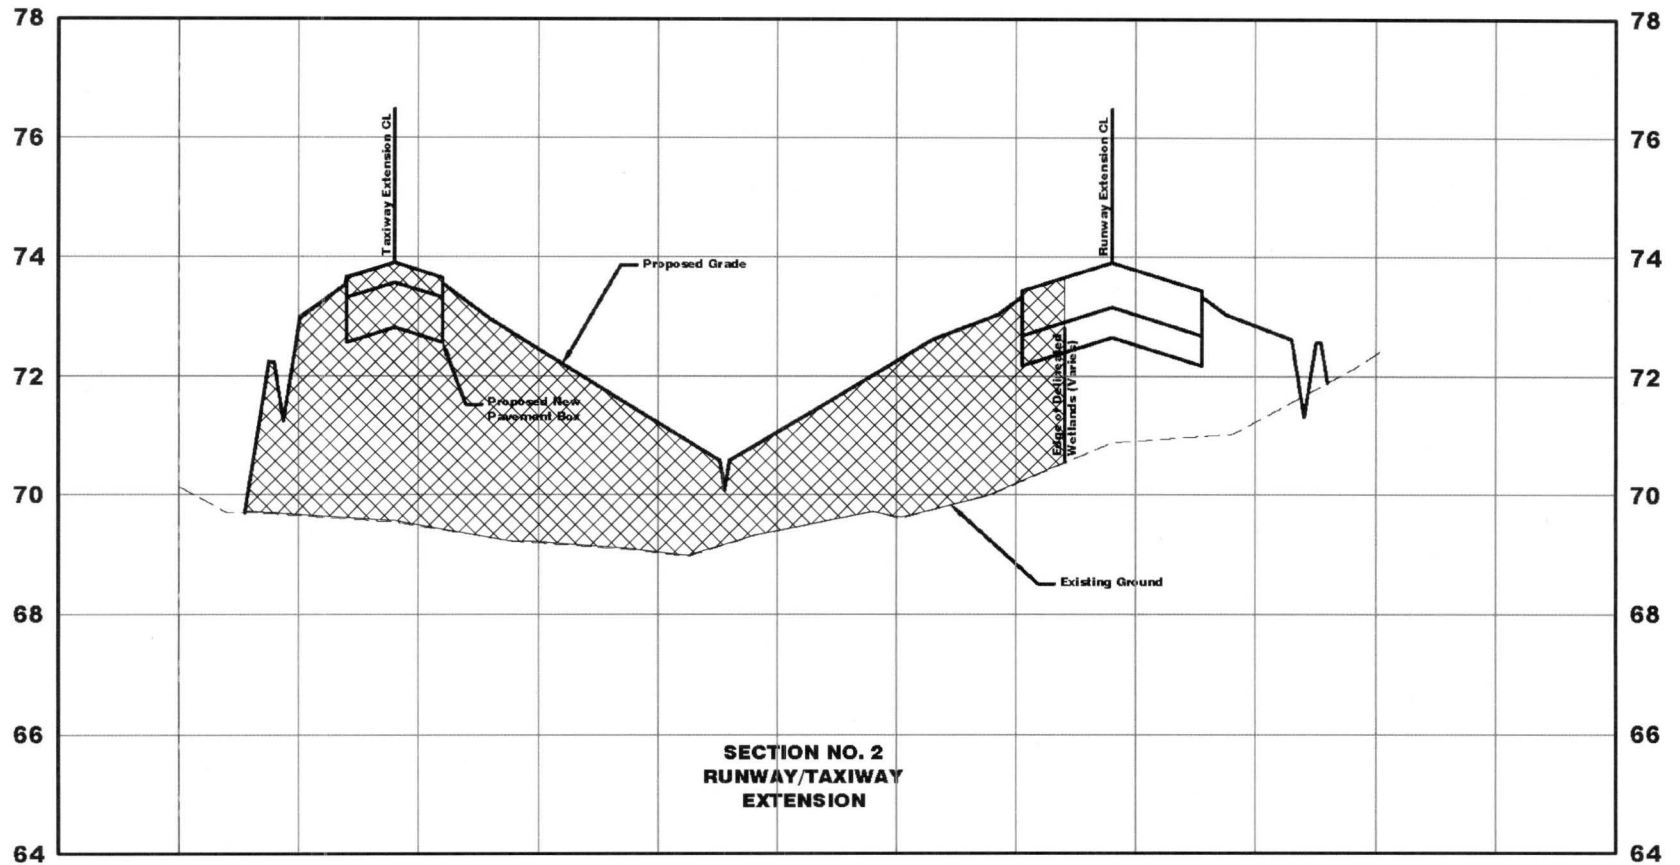 78
78
76
76
74
74
72
72
70
70
68
68
66
66
64
64
Taxiway Extension CL
Runway Extension CL
Proposed Grade
Proposed New
Pavement Box
Edge of Delineated
Wetlands (Varies)
Existing Ground
SECTION NO. 2
RUNWAY/TAXIWAY
EXTENSION